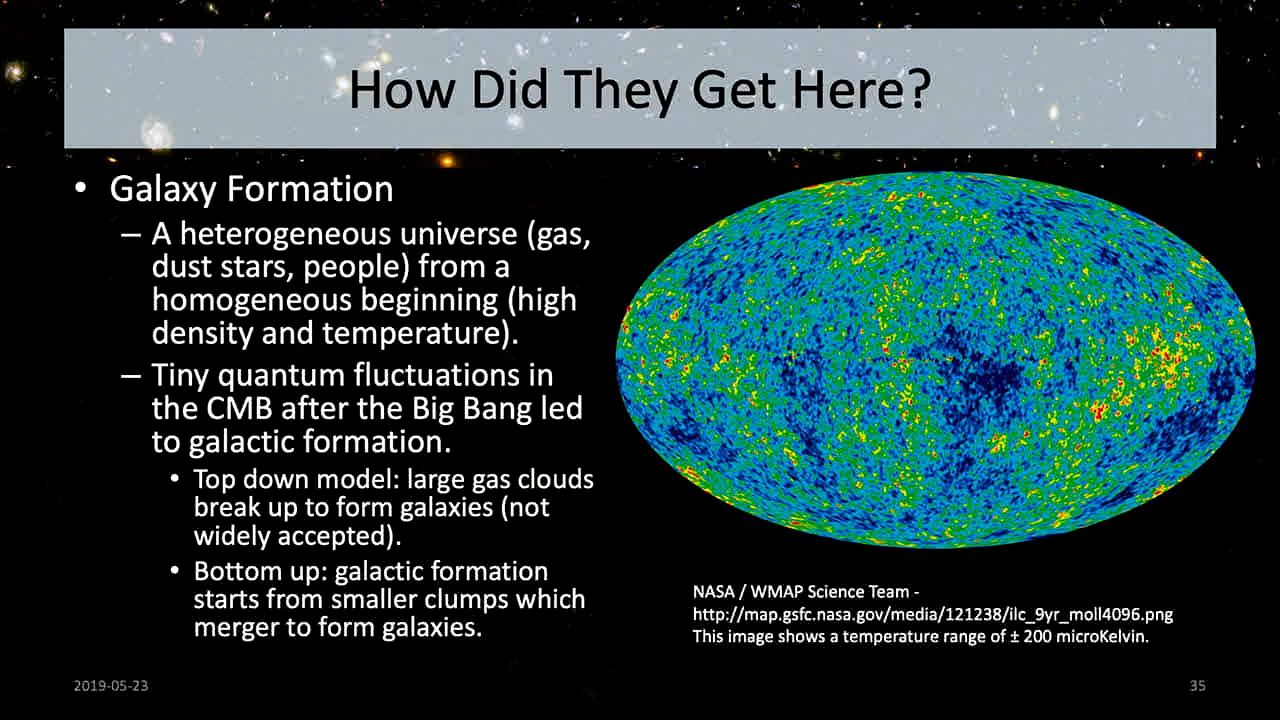 How Did They Get Here?
• Galaxy Formation
– A heterogeneous universe (gas,
dust stars, people) from a
homogeneous beginning (high
density and temperature).
– Tiny quantum fluctuations in
the CMB after the Big Bang led
to galactic formation.
• Top down model: large gas clouds
break up to form galaxies (not
widely accepted).
• Bottom up: galactic formation
starts from smaller clumps which
merger to form galaxies.
NASA / WMAP Science Team -
http://map.gsfc.nasa.gov/media/121238/ilc_9yr_moll4096.png
This image shows a temperature range of ± 200 microKelvin.
2019-05-23
35